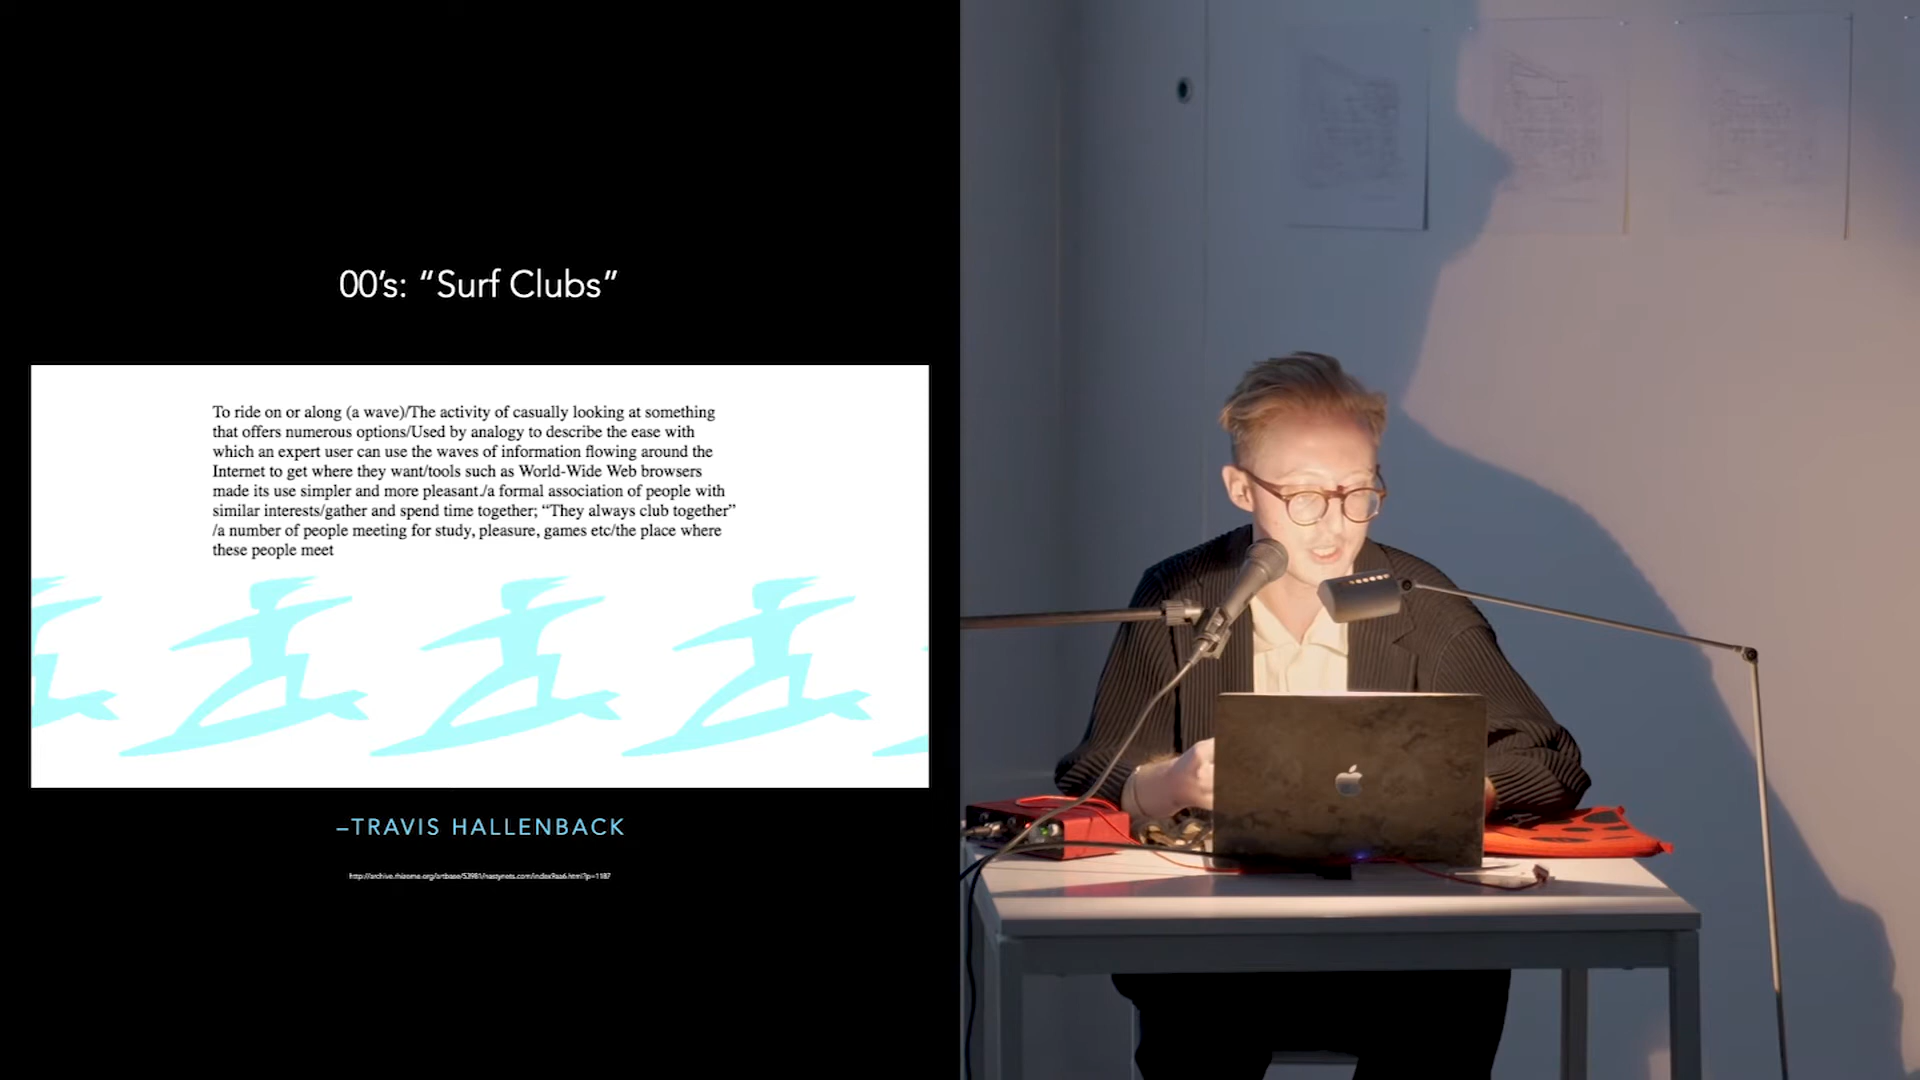 00’s: “Surf Clubs”
To ride on or along (a wave)/The activity of casually looking at something
that offers numerous options/Used by analogy to describe the ease with
which an expert user can use the waves of information flowing around the
Internet to get where they want/tools such as World-Wide Web browsers
made its use simpler and more pleasant./a formal association of people with
similar interests/gather and spend time together; “They always club together”
/a number of people meeting for study, pleasure, games etc/the place where
these people meet
–TRAVIS HALLENBACK